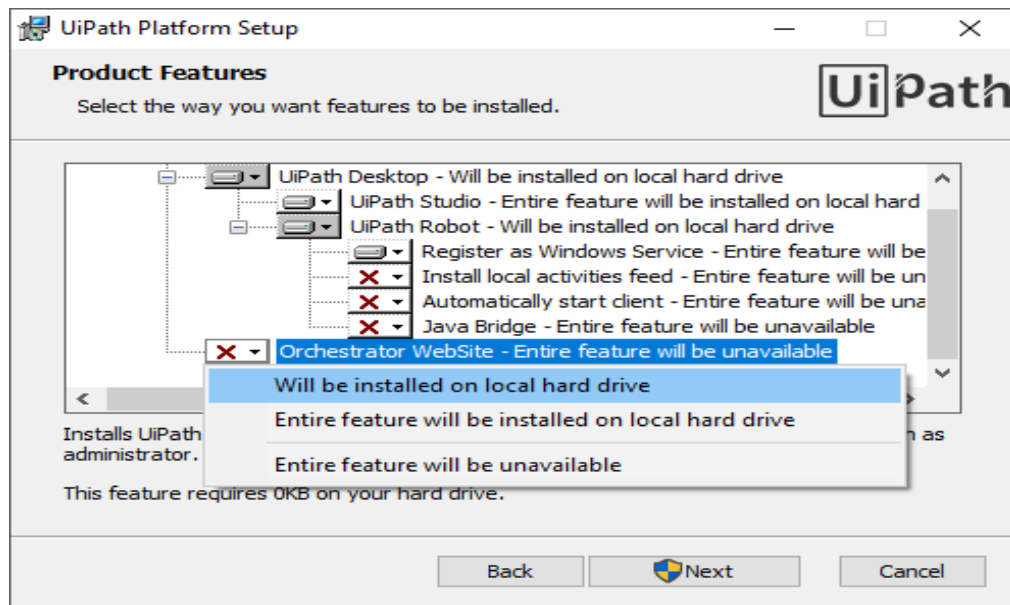 UiPath Platform Setup
Product Features
Select the way you want features to be installed.
UiPath
UiPath Desktop - Will be installed on local hard drive
UiPath Studio - Entire feature will be installed on local hard
UiPath Robot - Will be installed on local hard drive
Register as Windows Service - Entire feature will be
Install local activities feed - Entire feature will be un
Automatically start client - Entire feature will be una
Java Bridge - Entire feature will be unavailable
Orchestrator WebSite - Entire feature will be unavailable
Will be installed on local hard drive
Entire feature will be installed on local hard drive
Entire feature will be unavailable
Installs UiPath as
administrator.
This feature requires 0KB on your hard drive.
Back Next Cancel